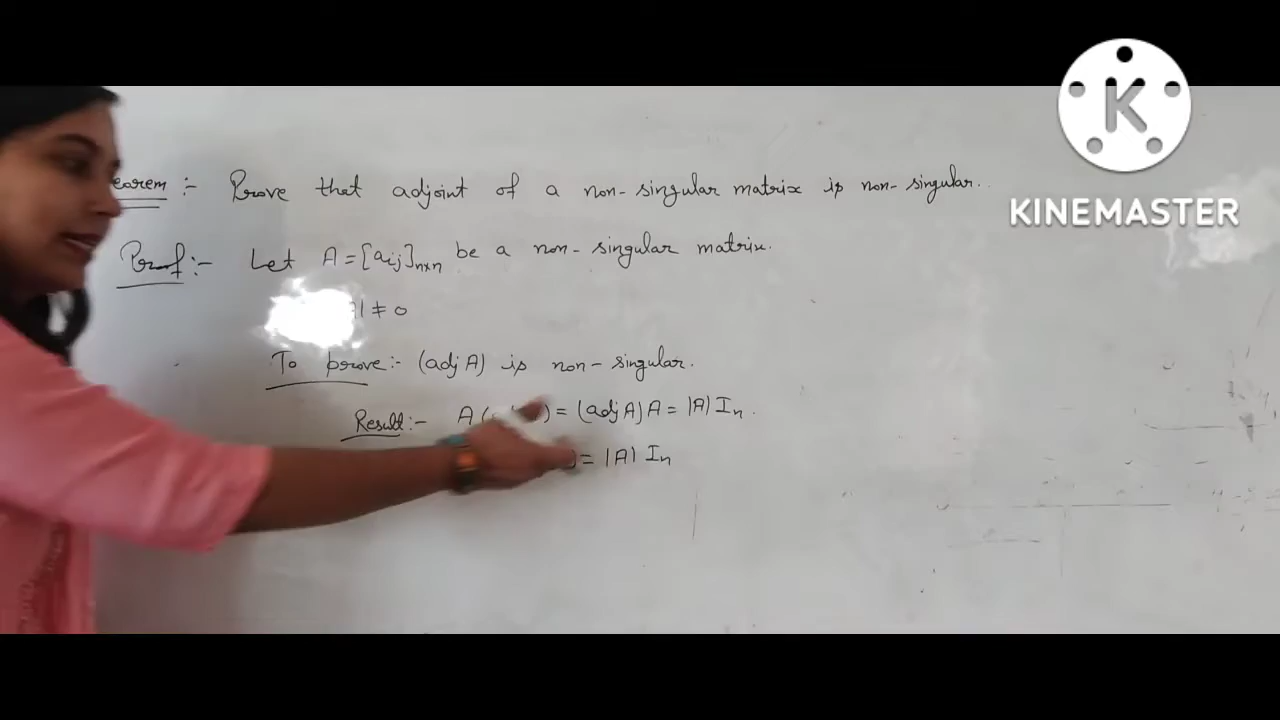 eorem :- Prove that adjoint of a non-singular matrix is non-singular.
Proof :- Let A = [aij]n×n be a non-singular matrix.
| ≠ 0
To prove :- (adj A) is non-singular.
Result :- A ( ) = (adj A) A = |A| In .
) = |A| In
KINEMASTER